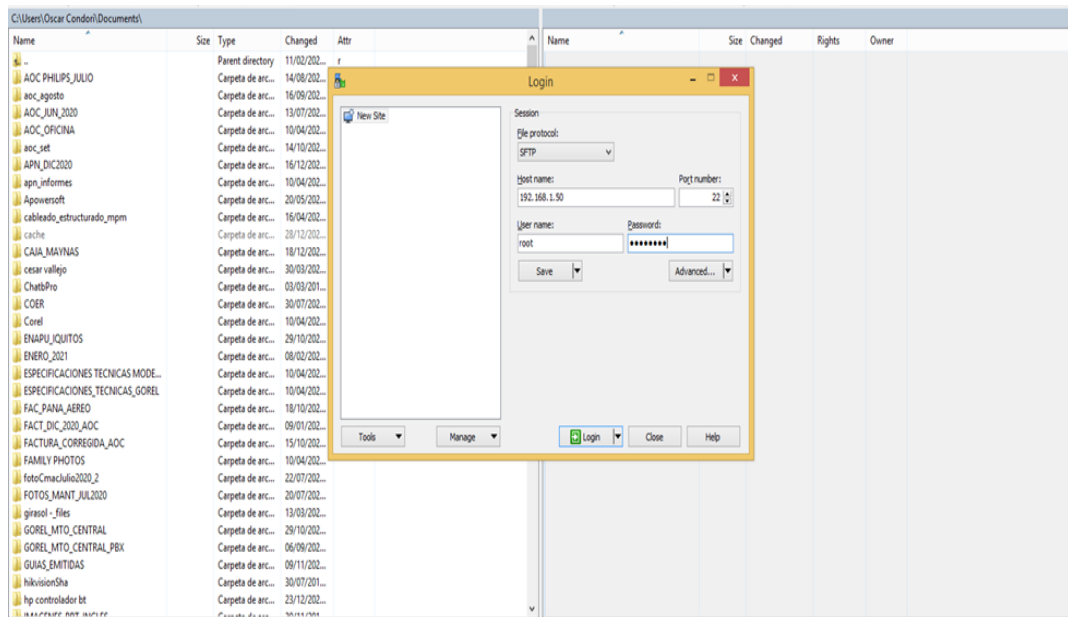 C:\Users\Oscar Condori\Documents\
Name Size Type Changed Attr
.. Parent directory 11/02/202... r
AOC PHILIPS_JULIO Carpeta de arc... 14/08/202...
aoc_agosto Carpeta de arc... 16/09/202...
AOC_JUN_2020 Carpeta de arc... 13/07/202...
AOC_OFICINA Carpeta de arc... 10/04/202...
aoc_set Carpeta de arc... 14/10/202...
APN_DIC2020 Carpeta de arc... 16/12/202...
apn_informes Carpeta de arc... 10/04/202...
Apowersoft Carpeta de arc... 20/05/202...
cableado_estructurado_mpm Carpeta de arc... 16/04/202...
cache Carpeta de arc... 28/12/202...
CAJA_MAYNAS Carpeta de arc... 18/12/202...
cesar vallejo Carpeta de arc... 30/03/202...
ChatbPro Carpeta de arc... 03/03/201...
COER Carpeta de arc... 30/07/202...
Corel Carpeta de arc... 10/04/202...
ENAPU_IQUITOS Carpeta de arc... 29/10/202...
ENERO_2021 Carpeta de arc... 08/02/202...
ESPECIFICACIONES TECNICAS MODE... Carpeta de arc... 10/04/202...
ESPECIFICACIONES_TECNICAS_GOREL Carpeta de arc... 10/04/202...
FAC_PANA_AEREO Carpeta de arc... 18/10/202...
FACT_DIC_2020_AOC Carpeta de arc... 09/01/202...
FACTURA_CORREGIDA_AOC Carpeta de arc... 15/10/202...
FAMILY PHOTOS Carpeta de arc... 10/04/202...
fotoCmacJulio2020_2 Carpeta de arc... 22/07/202...
FOTOS_MANT_JUL2020 Carpeta de arc... 20/07/202...
girasol -_files Carpeta de arc... 13/03/202...
GOREL_MTO_CENTRAL Carpeta de arc... 29/10/202...
GOREL_MTO_CENTRAL_PBX Carpeta de arc... 06/09/202...
GUIAS_EMITIDAS Carpeta de arc... 09/11/202...
hikvisionSha Carpeta de arc... 30/07/201...
hp controlador bt Carpeta de arc... 23/12/202...
Name Size Changed Rights Owner
Login
New Site
Session
File protocol:
SFTP
Host name: Port number:
192.168.1.50 22
User name: Password:
root ••••••••
Save Advanced...
Tools Manage Login Close Help